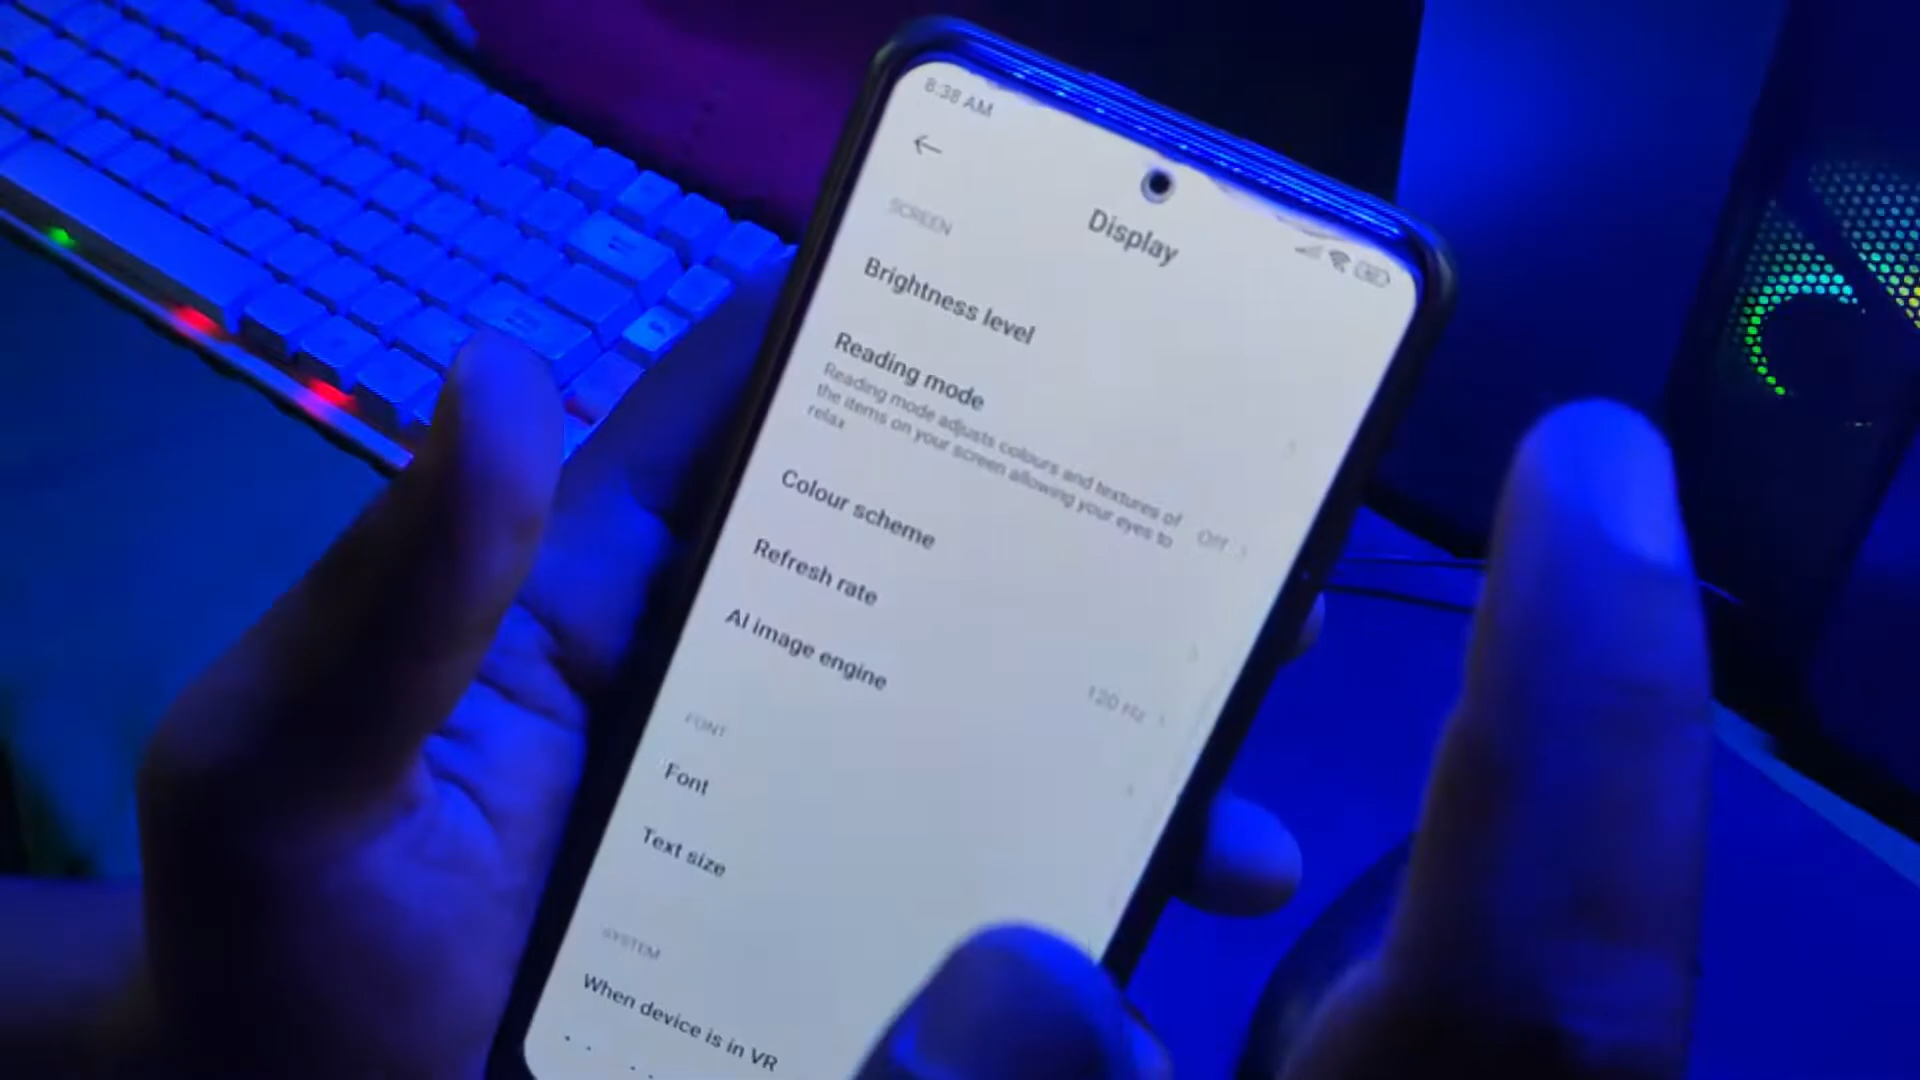 8:38 AM
Display
SCREEN
Brightness level
Reading mode
Reading mode adjusts colours and textures of
the items on your screen allowing your eyes to
relax
Off
Colour scheme
Refresh rate
120 Hz
AI image engine
FONT
Font
Text size
SYSTEM
When device is in VR